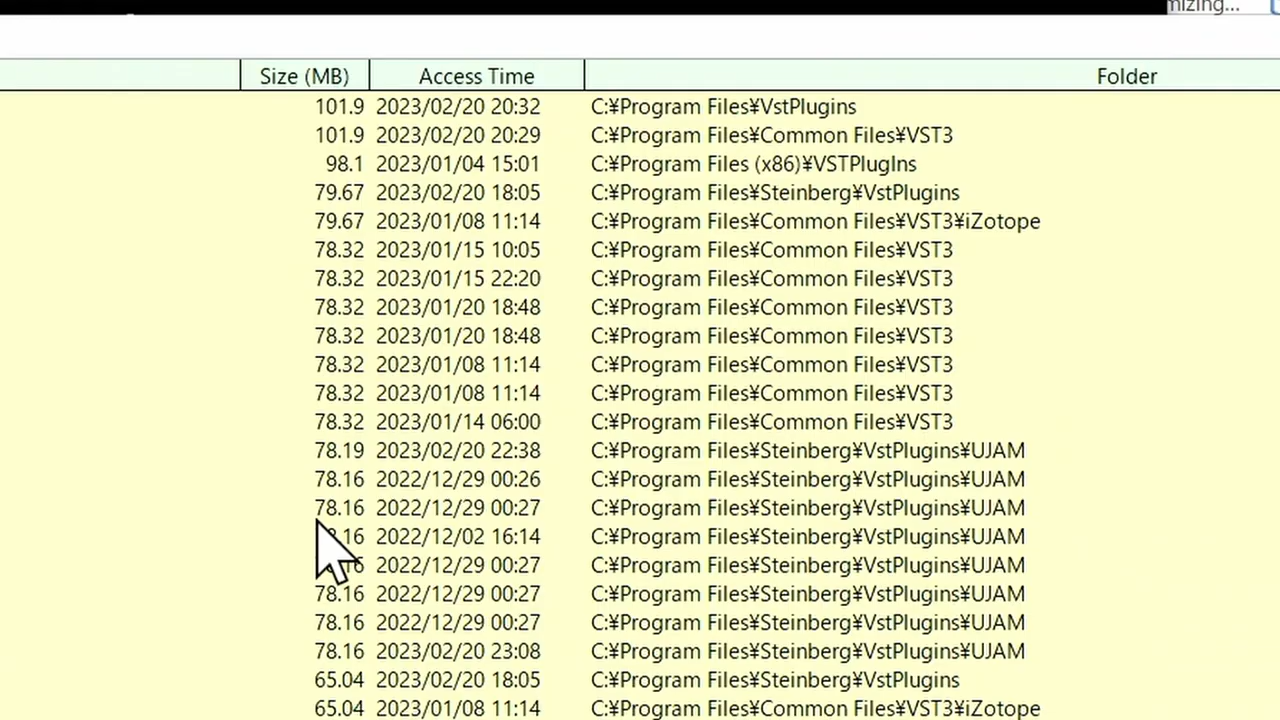 mizing...
Size (MB) Access Time Folder
101.9 2023/02/20 20:32 C:¥Program Files¥VstPlugins
101.9 2023/02/20 20:29 C:¥Program Files¥Common Files¥VST3
98.1 2023/01/04 15:01 C:¥Program Files (x86)¥VSTPlugIns
79.67 2023/02/20 18:05 C:¥Program Files¥Steinberg¥VstPlugins
79.67 2023/01/08 11:14 C:¥Program Files¥Common Files¥VST3¥iZotope
78.32 2023/01/15 10:05 C:¥Program Files¥Common Files¥VST3
78.32 2023/01/15 22:20 C:¥Program Files¥Common Files¥VST3
78.32 2023/01/20 18:48 C:¥Program Files¥Common Files¥VST3
78.32 2023/01/20 18:48 C:¥Program Files¥Common Files¥VST3
78.32 2023/01/08 11:14 C:¥Program Files¥Common Files¥VST3
78.32 2023/01/08 11:14 C:¥Program Files¥Common Files¥VST3
78.32 2023/01/14 06:00 C:¥Program Files¥Common Files¥VST3
78.19 2023/02/20 22:38 C:¥Program Files¥Steinberg¥VstPlugins¥UJAM
78.16 2022/12/29 00:26 C:¥Program Files¥Steinberg¥VstPlugins¥UJAM
78.16 2022/12/29 00:27 C:¥Program Files¥Steinberg¥VstPlugins¥UJAM
.16 2022/12/02 16:14 C:¥Program Files¥Steinberg¥VstPlugins¥UJAM
2022/12/29 00:27 C:¥Program Files¥Steinberg¥VstPlugins¥UJAM
78.16 2022/12/29 00:27 C:¥Program Files¥Steinberg¥VstPlugins¥UJAM
78.16 2022/12/29 00:27 C:¥Program Files¥Steinberg¥VstPlugins¥UJAM
78.16 2023/02/20 23:08 C:¥Program Files¥Steinberg¥VstPlugins¥UJAM
65.04 2023/02/20 18:05 C:¥Program Files¥Steinberg¥VstPlugins
65.04 2023/01/08 11:14 C:¥Program Files¥Common Files¥VST3¥iZotope